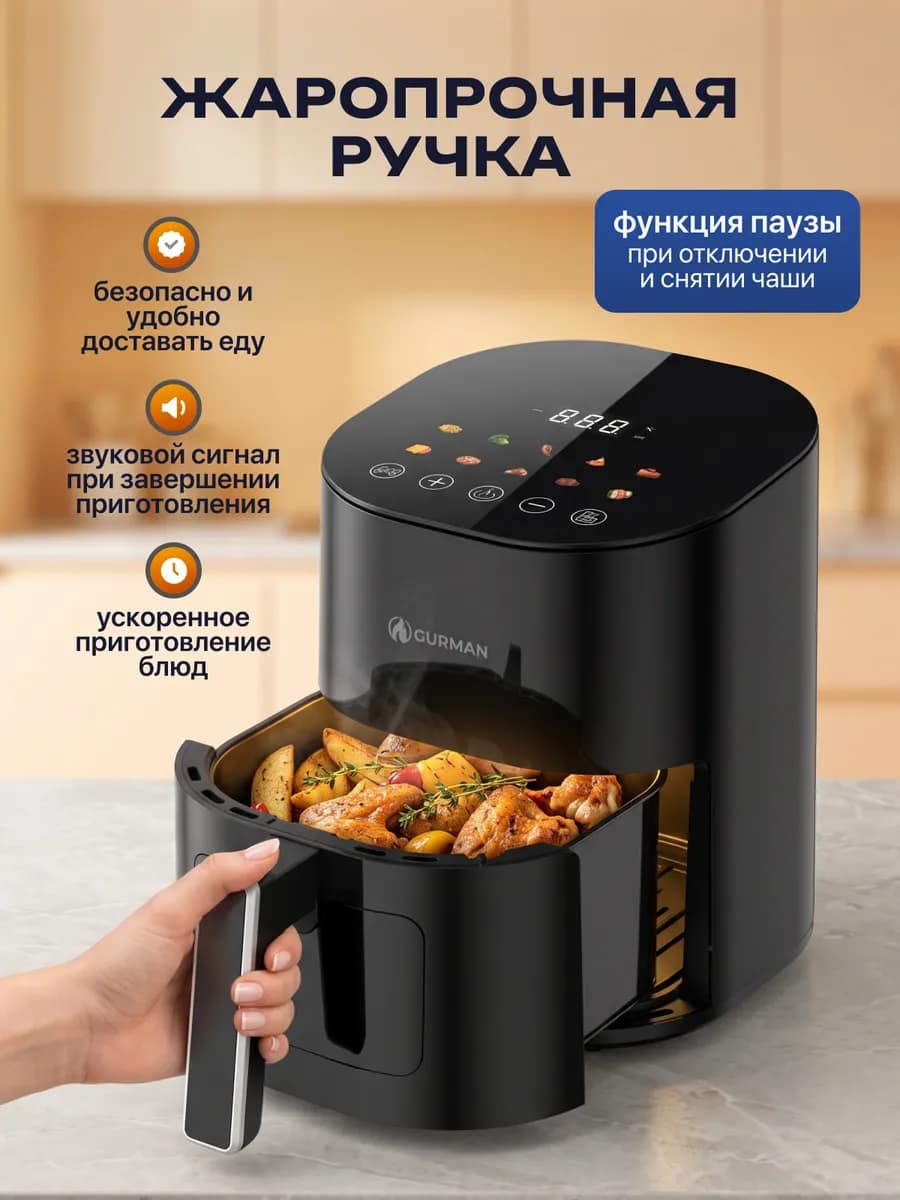 ЖАРОПРОЧНАЯ
РУЧКА
функция паузы
при отключении
и снятии чаши
безопасно и
удобно
доставать еду
звуковой сигнал
при завершении
приготовления
ускоренное
приготовление
блюд
888
GURMAN